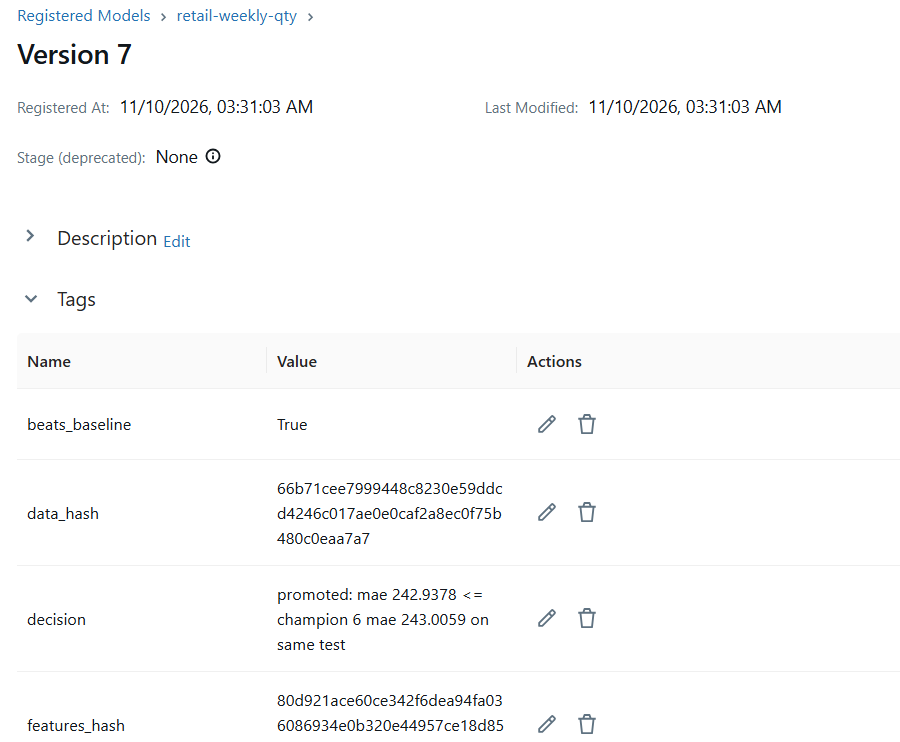 Registered Models > retail-weekly-qty >
Version 7
Registered At: 11/10/2026, 03:31:03 AM Last Modified: 11/10/2026, 03:31:03 AM
Stage (deprecated): None
Description Edit
Tags
Name Value Actions
beats_baseline True
66b71cee7999448c8230e59ddc
data_hash d4246c017ae0e0caf2a8ec0f75b
480c0eaa7a7
promoted: mae 242.9378 <=
decision champion 6 mae 243.0059 on
same test
80d921ace60ce342f6dea94fa03
features_hash 6086934e0b320e44957ce18d85